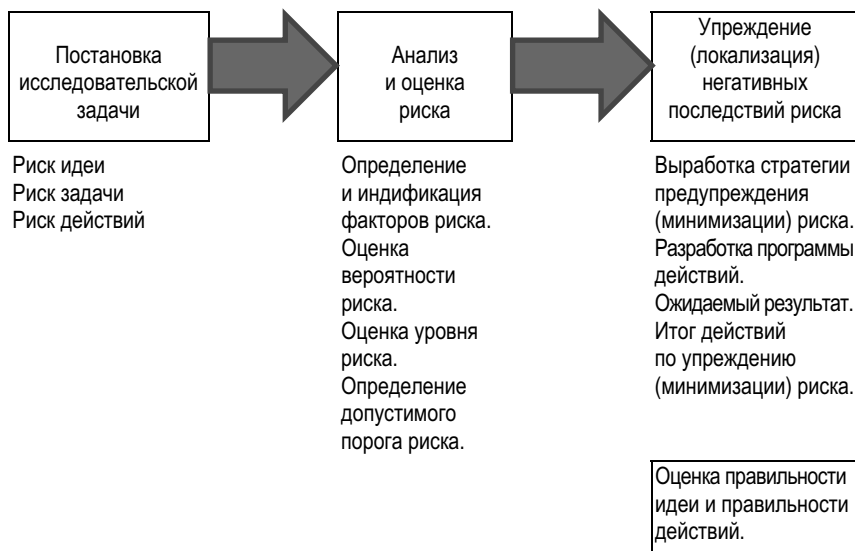 Постановка
исследовательской
задачи
Анализ
и оценка
риска
Упреждение
(локализация)
негативных
последствий риска
Риск идеи
Риск задачи
Риск действий
Определение
и индификация
факторов риска.
Оценка
вероятности
риска.
Оценка уровня
риска.
Определение
допустимого
порога риска.
Выработка стратегии
предупреждения
(минимизации) риска.
Разработка программы
действий.
Ожидаемый результат.
Итог действий
по упреждению
(минимизации) риска.
Оценка правильности
идеи и правильности
действий.